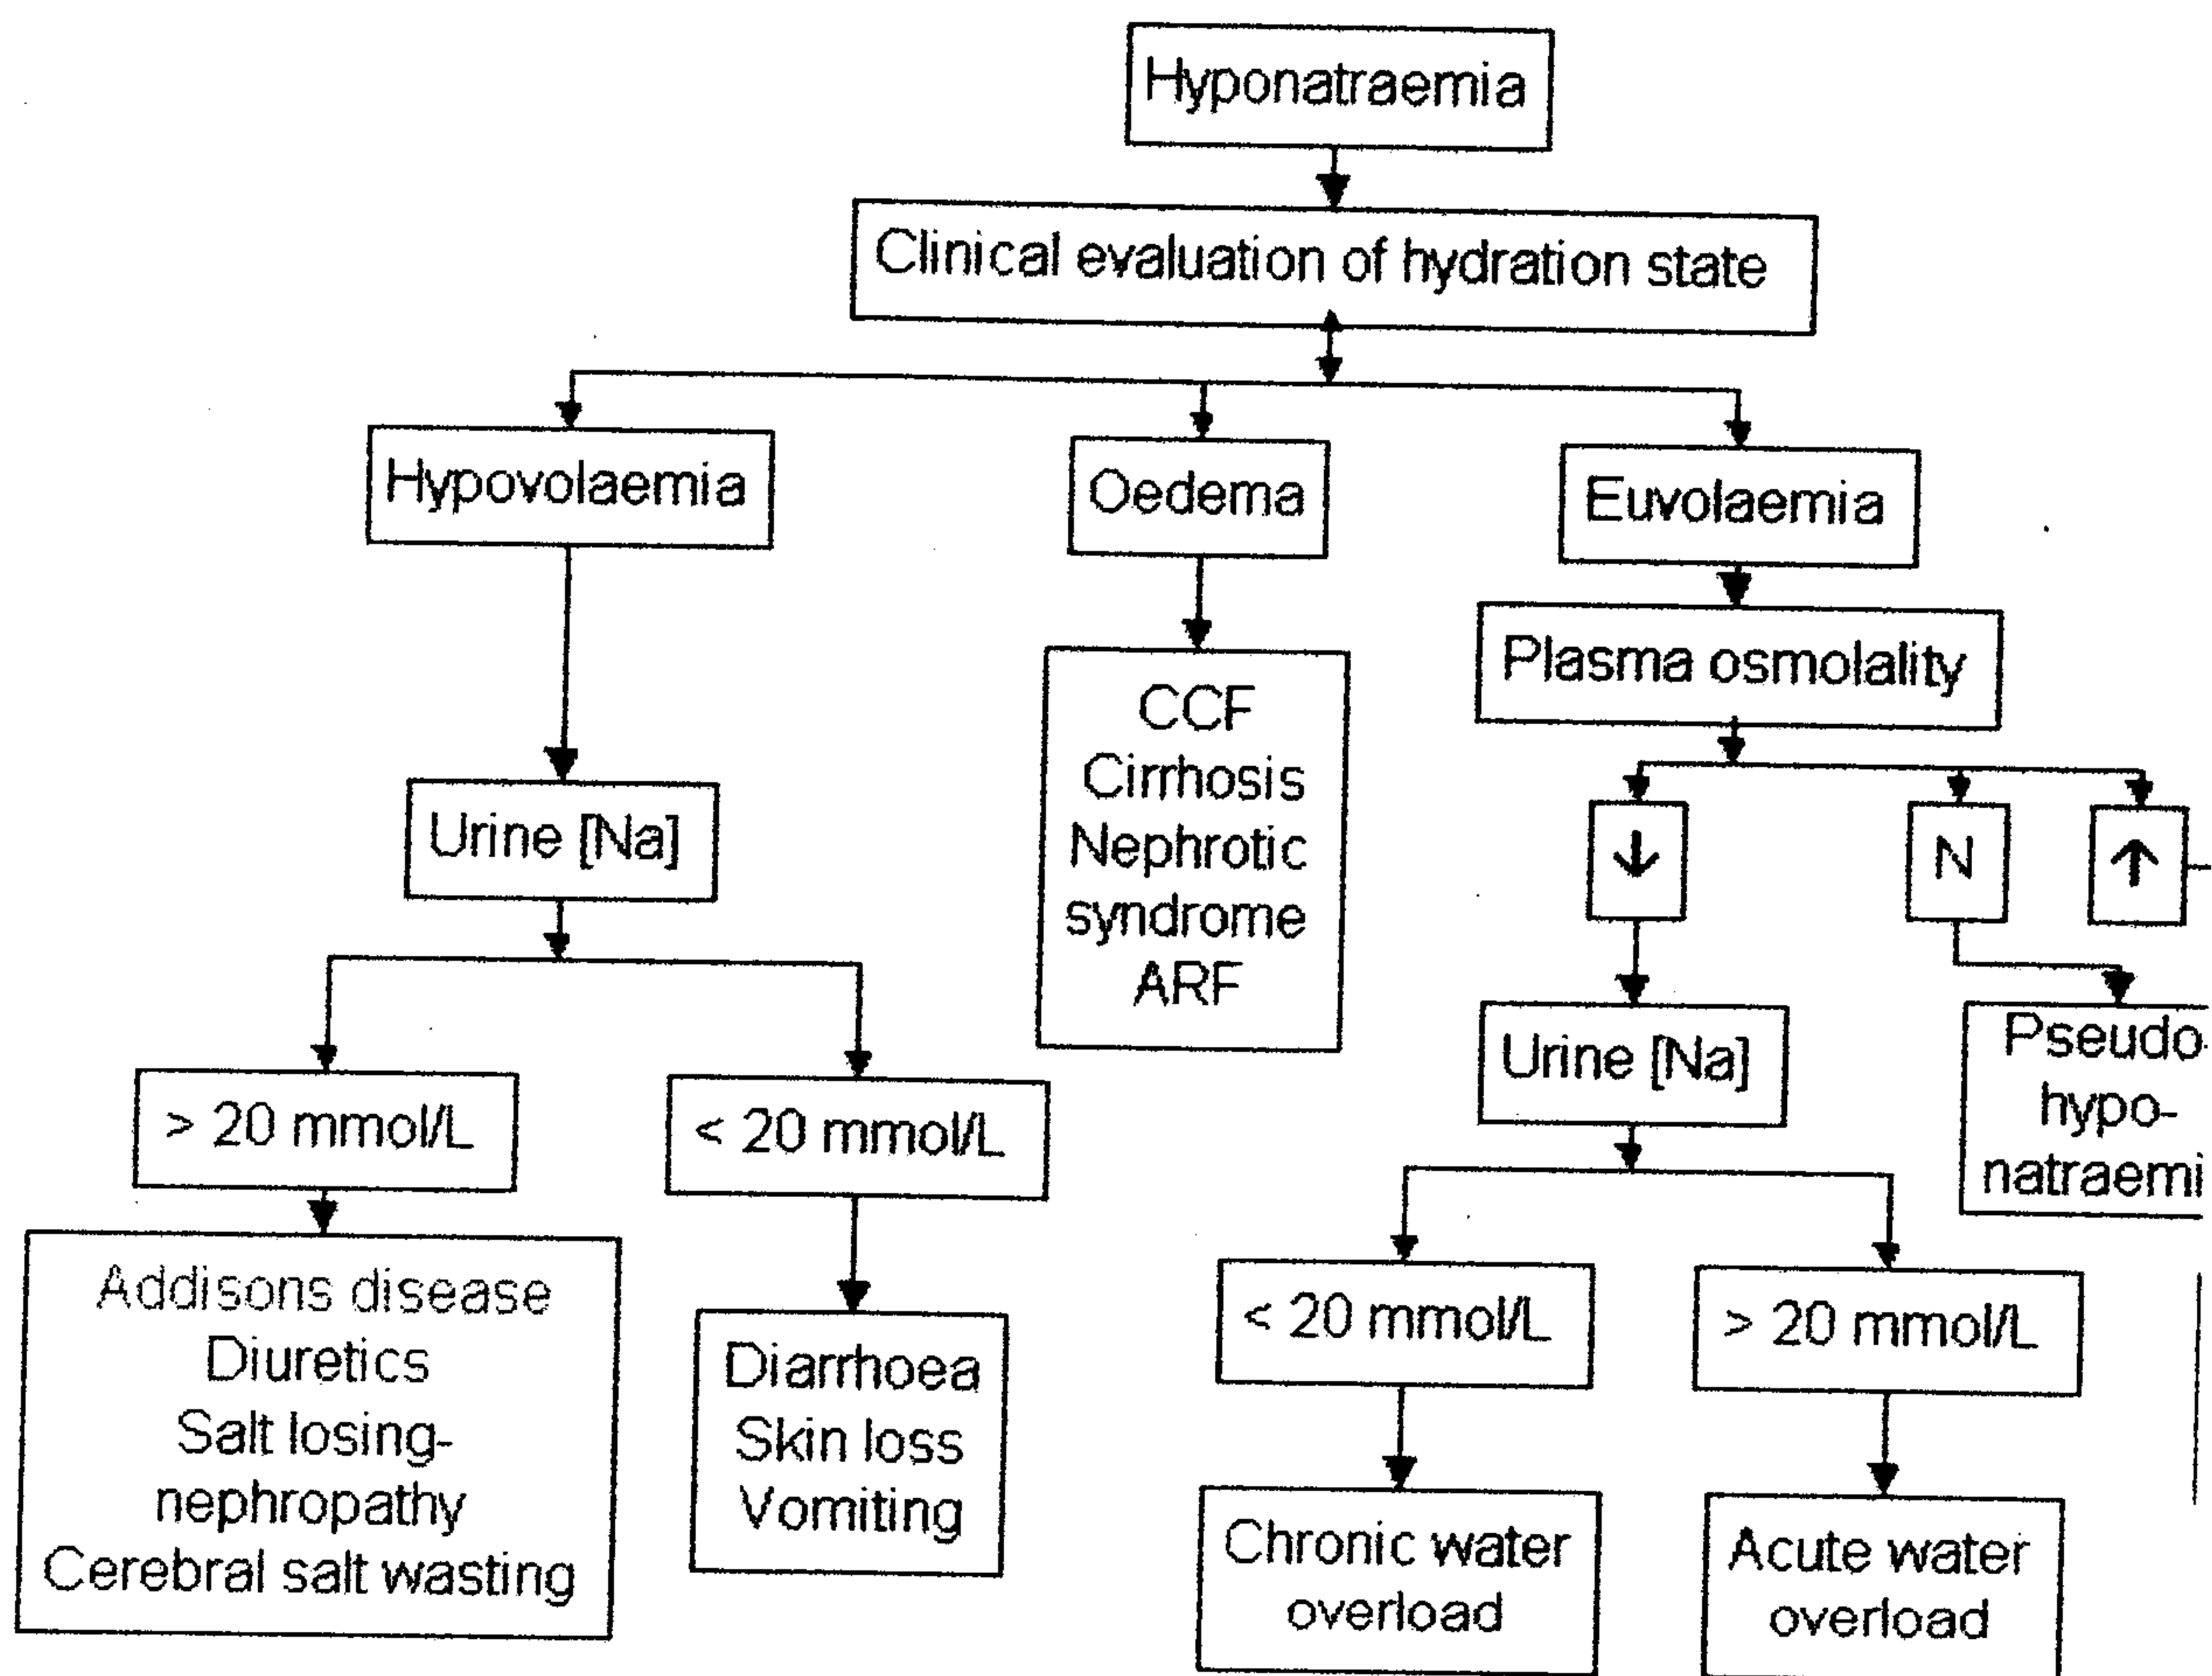 Hyponatraemia
Clinical evaluation of hydration state
Hypovolaemia
Oedema
Euvolaemia
Plasma osmolality
CCF
Cirrhosis
Nephrotic
syndrome
ARF
↓
N
↑
Urine [Na]
Urine [Na]
Pseudo
hypo-
natraemi
> 20 mmol/L
< 20 mmol/L
< 20 mmol/L
> 20 mmol/L
Addisons disease
Diuretics
Salt losing-
nephropathy
Cerebral salt wasting
Diarrhoea
Skin loss
Vomiting
Chronic water
overload
Acute water
overload